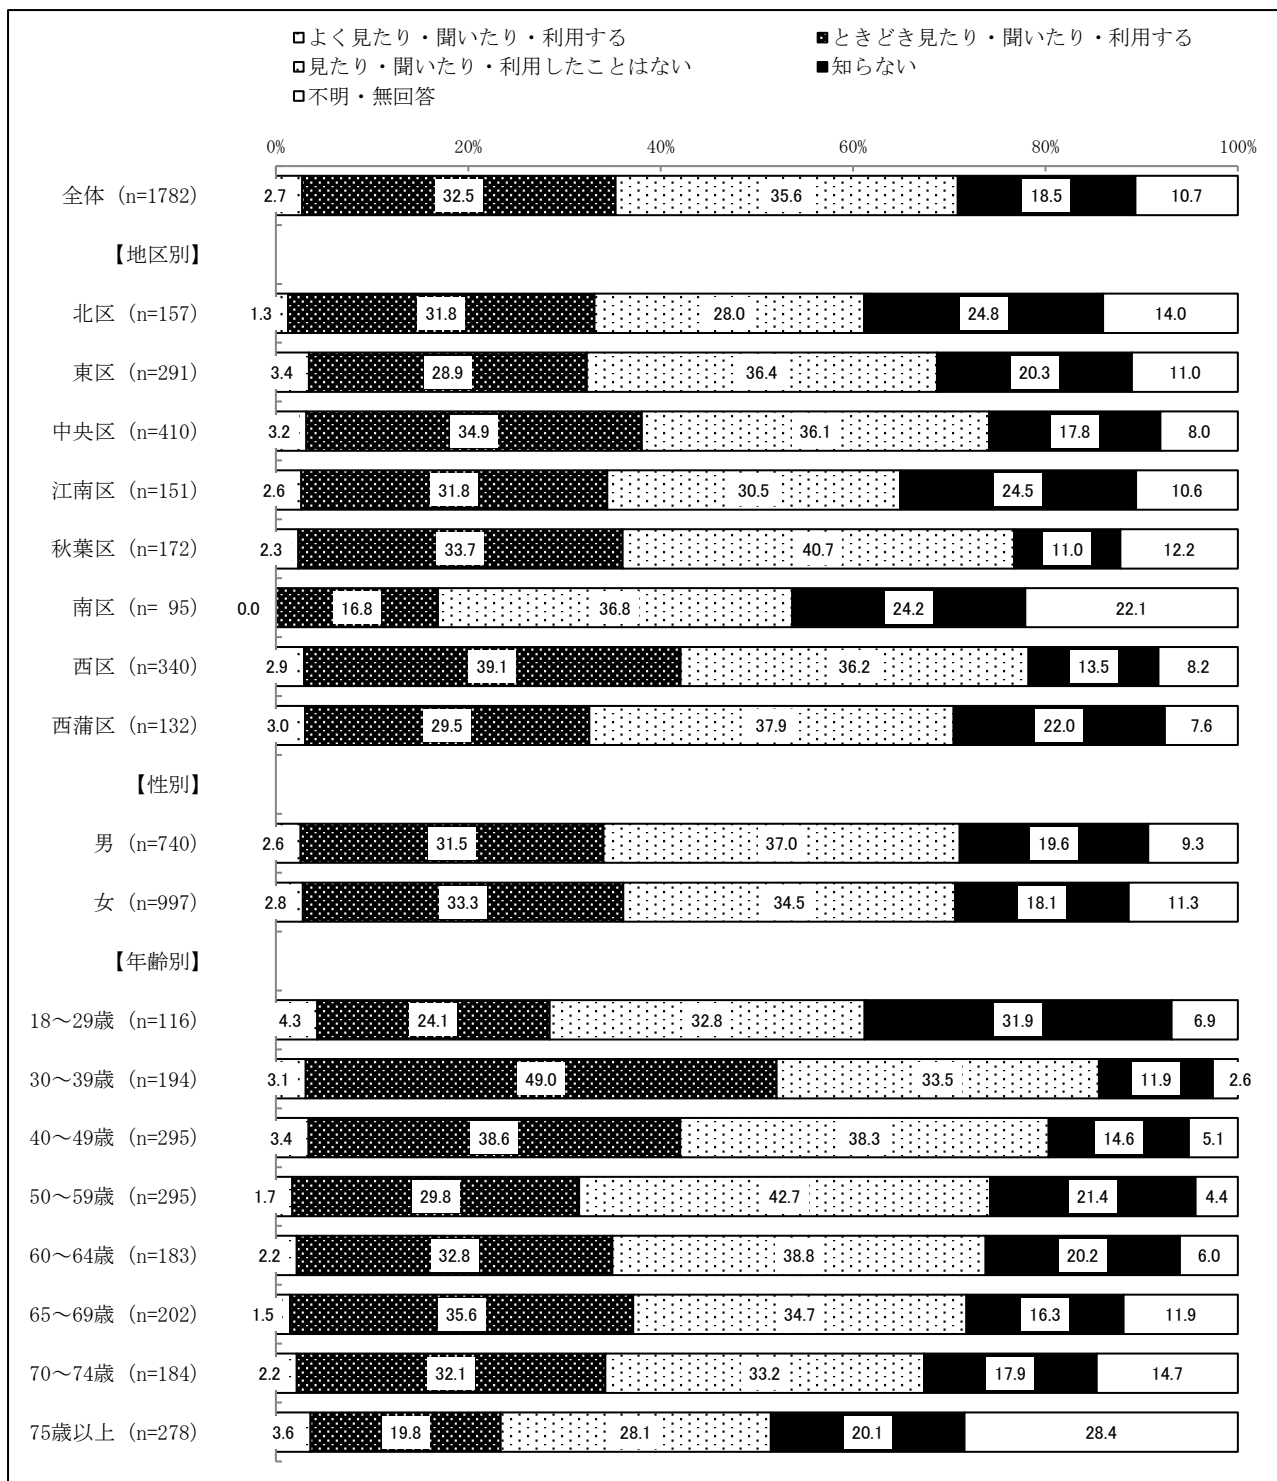 よく見たり・聞いたり・利用する ときどき見たり・聞いたり・利用する
見たり・聞いたり・利用したことはない 知らない
不明・無回答
0% 20% 40% 60% 80% 100%
全体 (n=1782) 2.7 32.5 35.6 18.5 10.7
【地区別】
北区 (n=157) 1.3 31.8 28.0 24.8 14.0
東区 (n=291) 3.4 28.9 36.4 20.3 11.0
中央区 (n=410) 3.2 34.9 36.1 17.8 8.0
江南区 (n=151) 2.6 31.8 30.5 24.5 10.6
秋葉区 (n=172) 2.3 33.7 40.7 11.0 12.2
南区 (n= 95) 0.0 16.8 36.8 24.2 22.1
西区 (n=340) 2.9 39.1 36.2 13.5 8.2
西蒲区 (n=132) 3.0 29.5 37.9 22.0 7.6
【性別】
男 (n=740) 2.6 31.5 37.0 19.6 9.3
女 (n=997) 2.8 33.3 34.5 18.1 11.3
【年齢別】
18～29歳 (n=116) 4.3 24.1 32.8 31.9 6.9
30～39歳 (n=194) 3.1 49.0 33.5 11.9 2.6
40～49歳 (n=295) 3.4 38.6 38.3 14.6 5.1
50～59歳 (n=295) 1.7 29.8 42.7 21.4 4.4
60～64歳 (n=183) 2.2 32.8 38.8 20.2 6.0
65～69歳 (n=202) 1.5 35.6 34.7 16.3 11.9
70～74歳 (n=184) 2.2 32.1 33.2 17.9 14.7
75歳以上 (n=278) 3.6 19.8 28.1 20.1 28.4